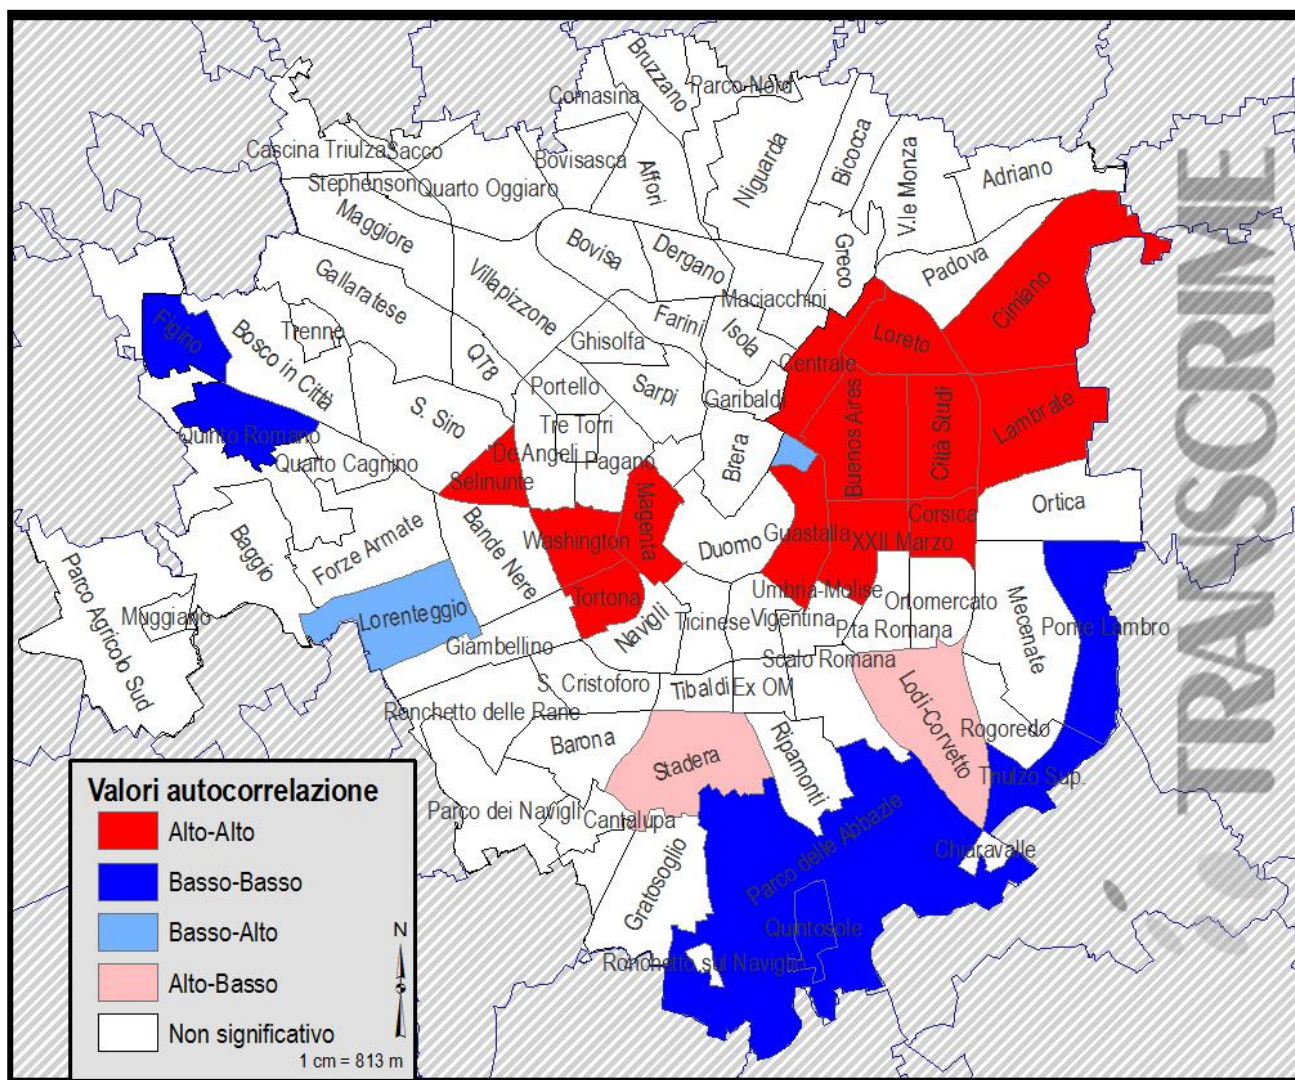 Bruzzano
Parco Nord
Comasina
Cascina Triulza
Sacco
Bovisasca
Affori
Niguarda
Bicocca
V.le Monza
Adriano
Stephenson
Quarto Oggiaro
Maggiore
Bovisa
Dergano
Greco
Padova
Gallaratese
Villapizzone
Maciacchini
Cimiano
Figino
Bosco in Città
Trenne
QT8
Ghisolfa
Farini
Isola
Loreto
Centrale
Portello
Sarpi
Garibaldi
S. Siro
Tre Torri
Buenos Aires
Città Studi
Lambrate
Quinto Romano
Quarto Cagnino
De Angeli
Pagano
Brera
Selinunte
Magenta
Baggio
Forze Armate
Bande Nere
Washington
Duomo
Guastalla
XXII Marzo
Corsica
Ortica
Parco Agricolo Sud
Muggiano
Lorenteggio
Tortona
Navigli
Ticinese
Vigentina
Umbria-Molise
Ortomercato
Mecenate
Ponte Lambro
Giambellino
P.ta Romana
Scalo Romana
S. Cristoforo
Tibaldi
Ex OM
Lodi-Corvetto
Ronchetto delle Rane
Barona
Stadera
Ripamonti
Rogoredo
Triulzo Sup.
Parco dei Navigli
Cantalupa
Gratosoglio
Parco delle Abbazie
Chiaravalle
Quintosole
Ronchetto sul Naviglio
TRANSCRIME
Valori autocorrelazione
Alto-Alto
Basso-Basso
Basso-Alto
Alto-Basso
Non significativo
N
1 cm = 813 m